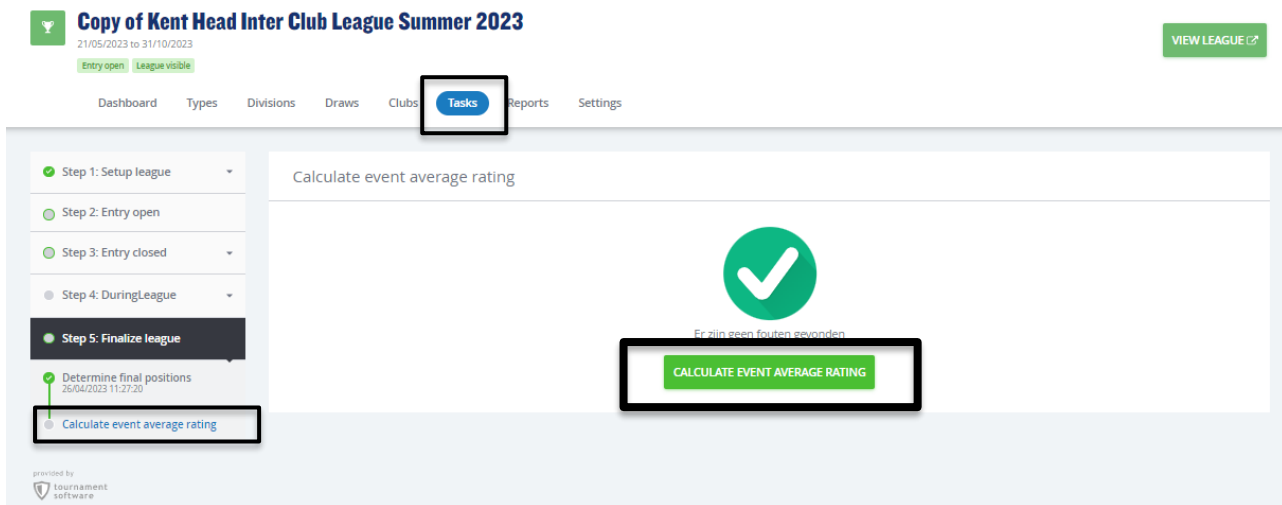 Copy of Kent Head Inter Club League Summer 2023
21/05/2023 to 31/10/2023
Entry open League visible
VIEW LEAGUE
Dashboard Types Divisions Draws Clubs Tasks Reports Settings
Step 1: Setup league
Step 2: Entry open
Step 3: Entry closed
Step 4: DuringLeague
Step 5: Finalize league
Determine final positions
26/04/2023 11:27:20
Calculate event average rating
provided by
tournament
software
Calculate event average rating
Er zijn geen fouten gevonden
CALCULATE EVENT AVERAGE RATING